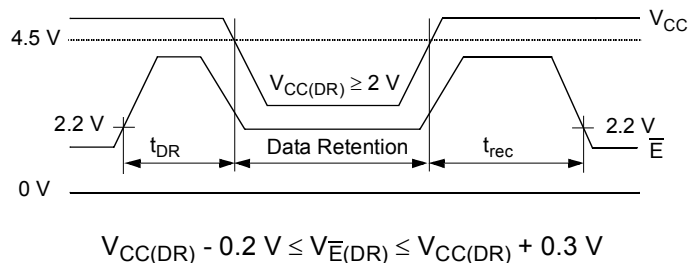 V_CC
4.5 V
V_CC(DR) ≥ 2 V
2.2 V
2.2 V
E̅
t_DR
Data Retention
t_rec
0 V
V_CC(DR) - 0.2 V ≤ V_E̅(DR) ≤ V_CC(DR) + 0.3 V